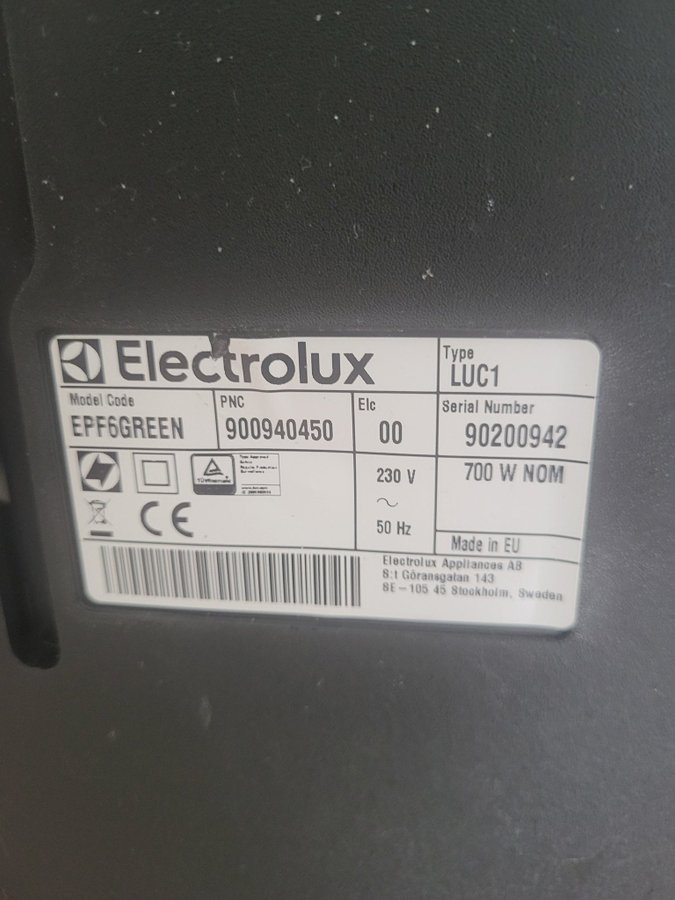 Electrolux
Type
LUC1
Model Code
EPF6GREEN
PNC
900940450
Elc
00
Serial Number
90200942
230 V
~
50 Hz
700 W NOM
Made in EU
CE
Electrolux Appliances AB
S:t Göransgatan 143
SE-105 45 Stockholm, Sweden